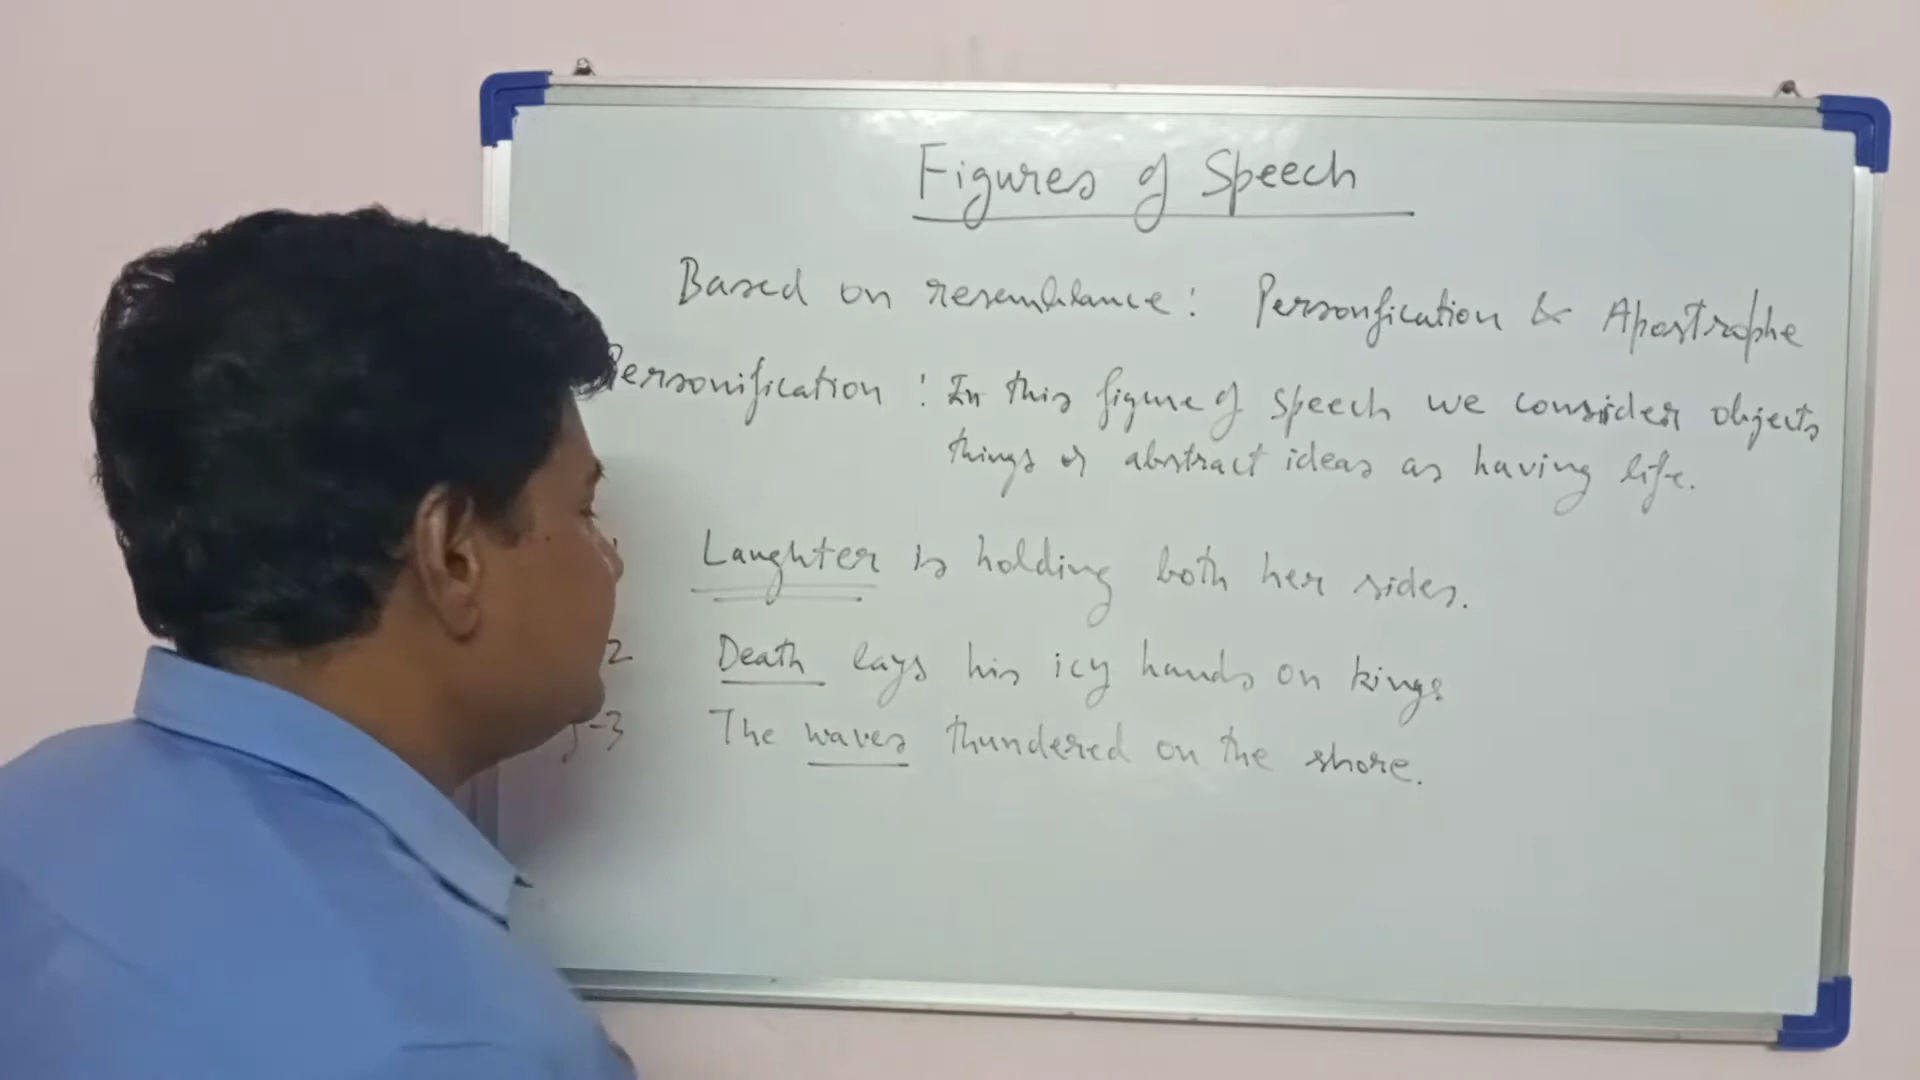 Figures of Speech
Based on resemblance: Personfication & Apostrophe
Personification : In this figure of speech we consider objects
things or abstract ideas as having life.
Laughter is holding both her sides.
2 Death lays his icy hands on kings
-3 The waves thundered on the shore.